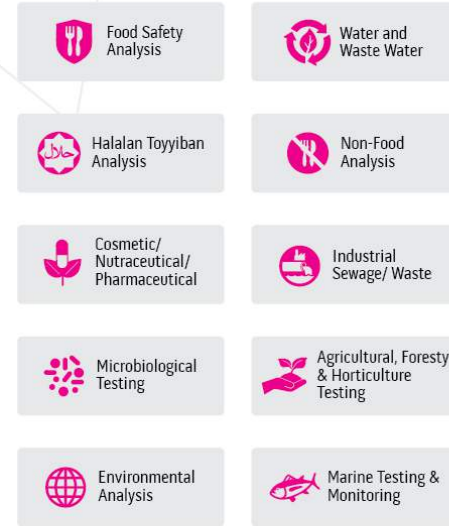 Food Safety
Analysis
Water and
Waste Water
حلال
Halalan Toyyiban
Analysis
Non-Food
Analysis
Cosmetic/
Nutraceutical/
Pharmaceutical
Industrial
Sewage/ Waste
Microbiological
Testing
Agricultural, Foresty
& Horticulture
Testing
Environmental
Analysis
Marine Testing &
Monitoring